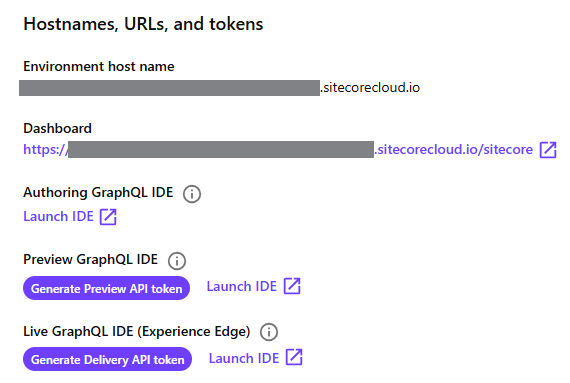 Hostnames, URLs, and tokens
Environment host name
.sitecorecloud.io
Dashboard
https:// .sitecorecloud.io/sitecore
Authoring GraphQL IDE
Launch IDE
Preview GraphQL IDE
Generate Preview API token Launch IDE
Live GraphQL IDE (Experience Edge)
Generate Delivery API token Launch IDE